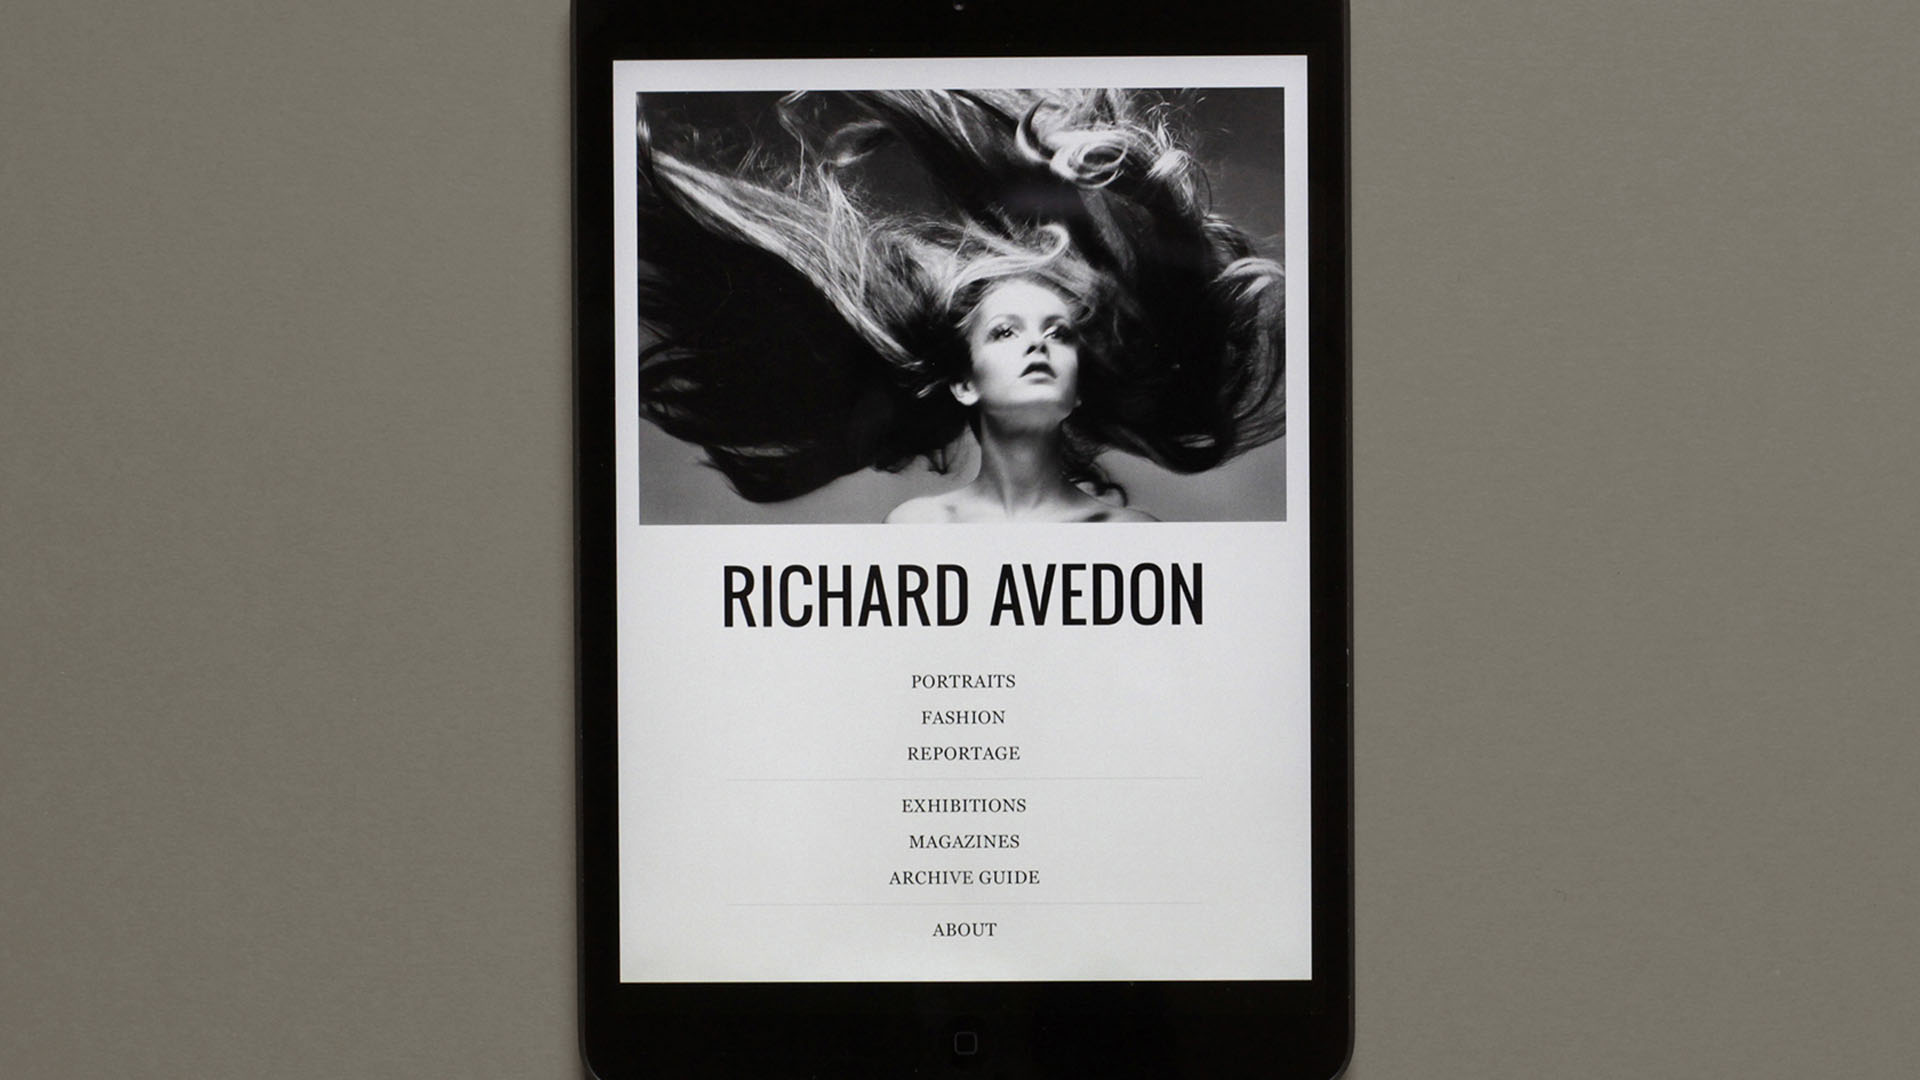 RICHARD AVEDON
PORTRAITS
FASHION
REPORTAGE
EXHIBITIONS
MAGAZINES
ARCHIVE GUIDE
ABOUT